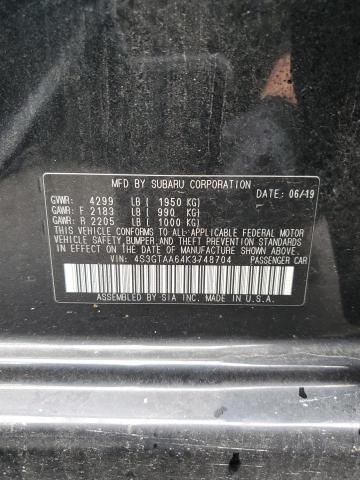 MFD BY SUBARU CORPORATION
GVWR: 4299 LB ( 1950 KG) DATE: 06/19
GAWR: F 2183 LB ( 990 KG)
GAWR: R 2205 LB ( 1000 KG)
THIS VEHICLE CONFORMS TO ALL APPLICABLE FEDERAL MOTOR
VEHICLE SAFETY, BUMPER, AND THEFT PREVENTION STANDARDS
IN EFFECT ON THE DATE OF MANUFACTURE SHOWN ABOVE.
VIN: 4S3GTAA64K3748704 PASSENGER CAR
ASSEMBLED BY SIA INC. MADE IN U.S.A.